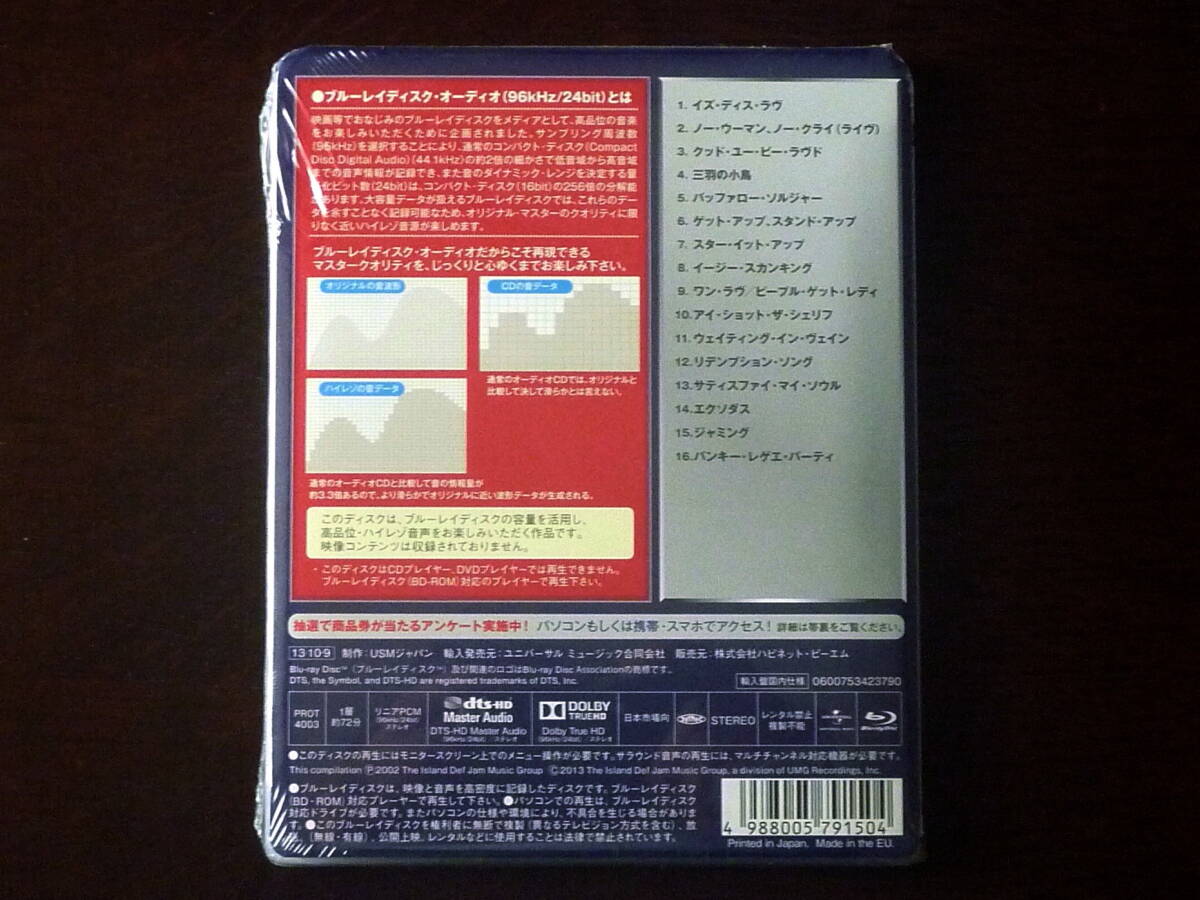 ●ブルーレイディスク・オーディオ(96kHz/24bit)とは
映画等でおなじみのブルーレイディスクをメディアとして、高品位の音楽
をお楽しみいただくために企画されました。サンプリング周波数
(96kHz)を選択することにより、通常のコンパクト・ディスク(Compact
Disc Digital Audio)(44.1kHz)の約2倍の細かさで低音域から高音域
までの音声情報が記録でき、また音のダイナミック・レンジを決定する量
化ビット数(24bit)は、コンパクト・ディスク(16bit)の256倍の分解能
があります。大容量データが扱えるブルーレイディスクでは、これらのデー
タを余すことなく記録可能なため、オリジナル・マスターのクオリティに限
りなく近いハイレゾ音源が楽しめます。
ブルーレイディスク・オーディオだからこそ再現できる
マスタークオリティを、じっくりと心ゆくまでお楽しみ下さい。
オリジナルの音波形
CDの音データ
通常のオーディオCDでは、オリジナルと
比較して決して滑らかとは言えない。
ハイレゾの音データ
通常のオーディオCDと比較して音の情報量が
約3.3倍あるので、より滑らかでオリジナルに近い波形データが生成される。
このディスクは、ブルーレイディスクの容量を活用し、
高品位・ハイレゾ音声をお楽しみいただく作品です。
映像コンテンツは収録されておりません。
・このディスクはCDプレイヤー、DVDプレイヤーでは再生できません。
ブルーレイディスク(BD-ROM)対応のプレイヤーで再生下さい。
1. イズ・ディス・ラヴ
2. ノー・ウーマン、ノー・クライ(ライヴ)
3. クッド・ユー・ビー・ラヴド
4. 三羽の小鳥
5. バッファロー・ソルジャー
6. ゲット・アップ、スタンド・アップ
7. スター・イット・アップ
8. イージー・スカンキング
9. ワン・ラヴ/ピープル・ゲット・レディ
10. アイ・ショット・ザ・シェリフ
11. ウェイティング・イン・ヴェイン
12. リデンプション・ソング
13. サティスファイ・マイ・ソウル
14. エクソダス
15. ジャミング
16. パンキー・レゲエ・パーティ
抽選で商品券が当たるアンケート実施中! パソコンもしくは携帯・スマホでアクセス! 詳細は帯裏をご覧ください。
13・10・9 制作:USMジャパン 輸入発売元:ユニバーサル ミュージック合同会社 販売元:株式会社ハピネット・ピーエム
Blu-ray Disc™ (ブルーレイディスク™) 及び関連のロゴはBlu-ray Disc Associationの商標です。
DTS, the Symbol, and DTS-HD are registered trademarks of DTS, Inc.
輸入盤国内仕様 0600753423790
PROT
4003
1層
約72分
リニアPCM
(96kHz/24bit)
ステレオ
dts-HD
Master Audio
DTS-HD Master Audio
(96kHz/24bit) ステレオ
DOLBY
TRUEHD
Dolby True HD
(96kHz/24bit) ステレオ
日本市場向
STEREO
レンタル禁止
複製不能
UNIVERSAL
Blu-ray Disc
●このディスクの再生にはモニタースクリーン上でのメニュー操作が必要です。サラウンド音声の再生には、マルチチャンネル対応機器が必要です。
This compilation ℗2002 The Island Def Jam Music Group ©2013 The Island Def Jam Music Group, a division of UMG Recordings, Inc.
●ブルーレイディスクは、映像と音声を高密度に記録したディスクです。ブルーレイディスク
(BD-ROM)対応プレーヤーで再生して下さい。●パソコンでの再生は、ブルーレイディスク
対応ドライブが必要です。またパソコンの仕様や環境により、不具合を生じる場合がありま
す。●このブルーレイディスクを権利者に無断で複製(異なるテレビジョン方式を含む)、放
(無線・有線)、公開上映、レンタルなどに使用することは法律で禁止されています。
4 988005 791504
Printed in Japan. Made in the EU.